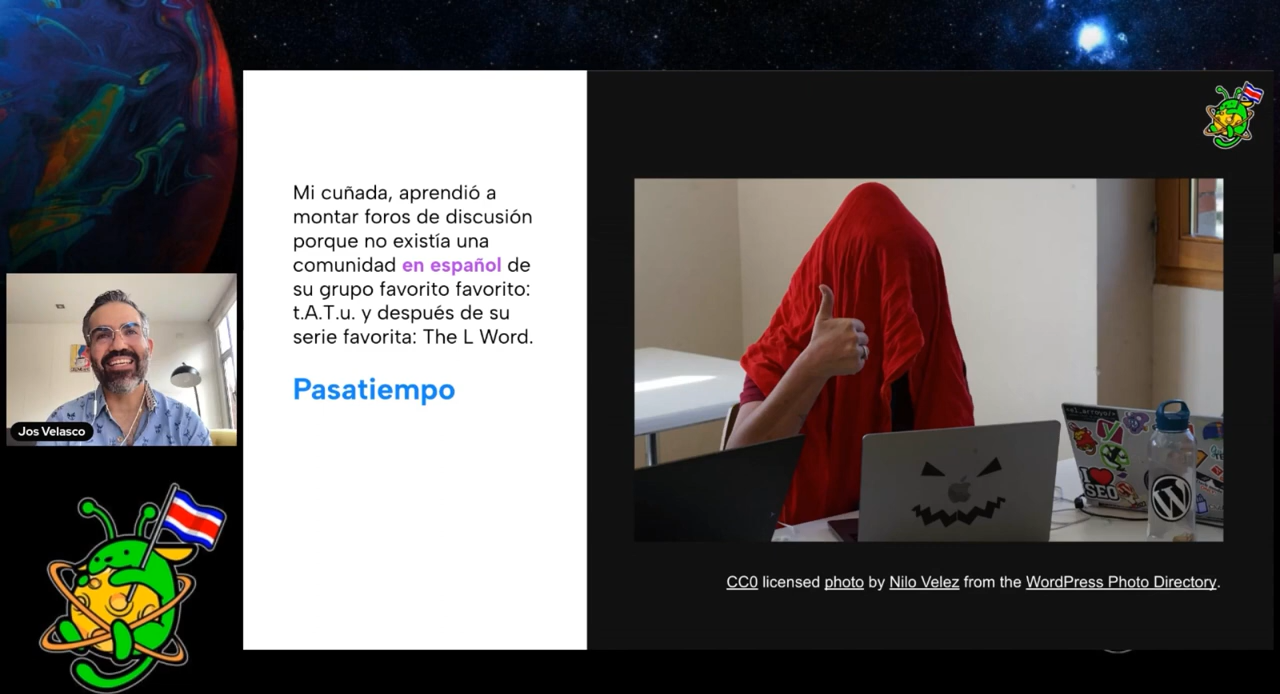 Mi cuñada, aprendió a
montar foros de discusión
porque no existía una
comunidad en español de
su grupo favorito favorito:
t.A.T.u. y después de su
serie favorita: The L Word.
Pasatiempo
Jos Velasco
I ♥ SEO
CC0 licensed photo by Nilo Velez from the WordPress Photo Directory.